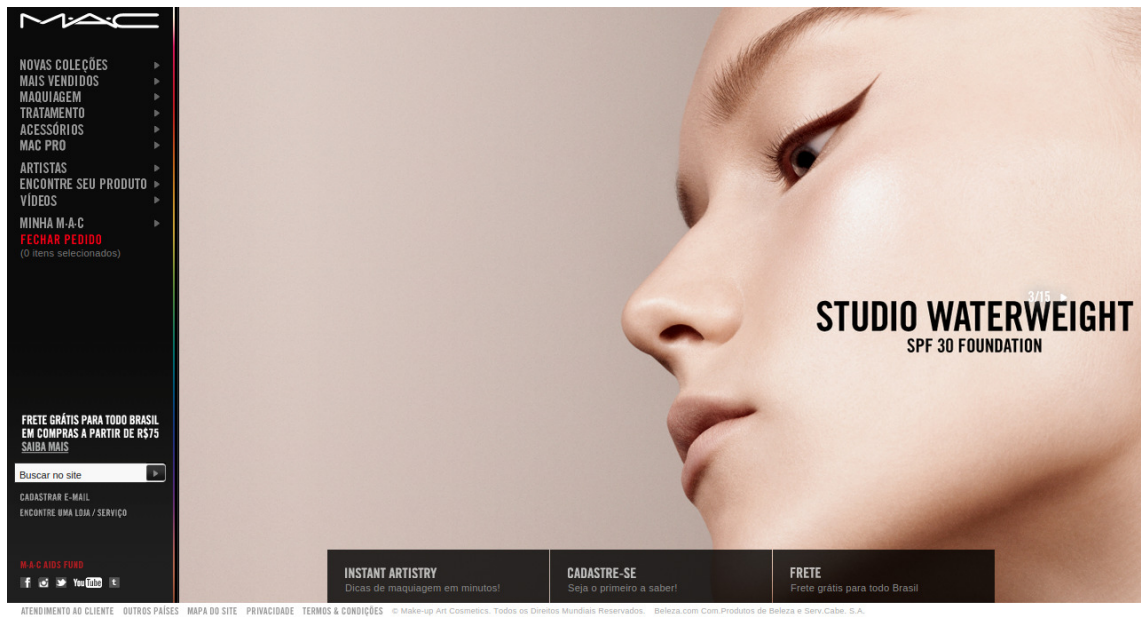 MAC
NOVAS COLEÇÕES
MAIS VENDIDOS
MAQUIAGEM
TRATAMENTO
ACESSÓRIOS
MAC PRO
ARTISTAS
ENCONTRE SEU PRODUTO
VÍDEOS
MINHA M·A·C
FECHAR PEDIDO
(0 itens selecionados)
3/15
STUDIO WATERWEIGHT
SPF 30 FOUNDATION
FRETE GRÁTIS PARA TODO BRASIL
EM COMPRAS A PARTIR DE R$75
SAIBA MAIS
Buscar no site
CADASTRAR E-MAIL
ENCONTRE UMA LOJA / SERVIÇO
M·A·C AIDS FUND
f YouTube t
INSTANT ARTISTRY
Dicas de maquiagem em minutos!
CADASTRE-SE
Seja o primeiro a saber!
FRETE
Frete grátis para todo Brasil
ATENDIMENTO AO CLIENTE OUTROS PAÍSES MAPA DO SITE PRIVACIDADE TERMOS & CONDIÇÕES © Make-up Art Cosmetics. Todos os Direitos Mundiais Reservados. Beleza.com Com.Produtos de Beleza e Serv.Cabe. S.A.